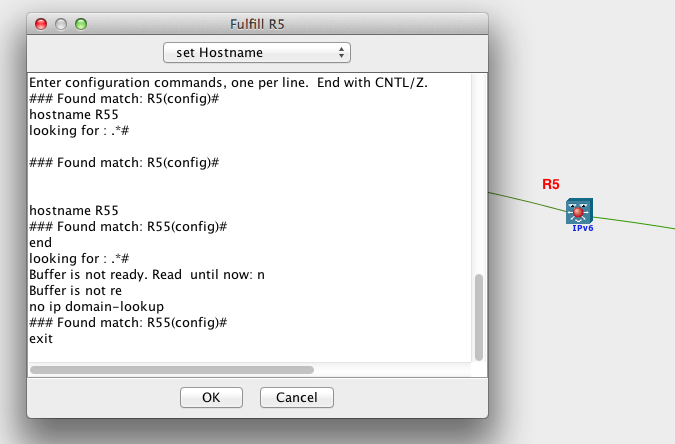 Fulfill R5
set Hostname
Enter configuration commands, one per line.  End with CNTL/Z.
### Found match: R5(config)#
hostname R55
looking for : .*#
### Found match: R5(config)#
hostname R55
### Found match: R55(config)#
end
looking for : .*#
Buffer is not ready. Read  until now: n
Buffer is not re
no ip domain-lookup
### Found match: R55(config)#
exit
OK
Cancel
R5
IPv6